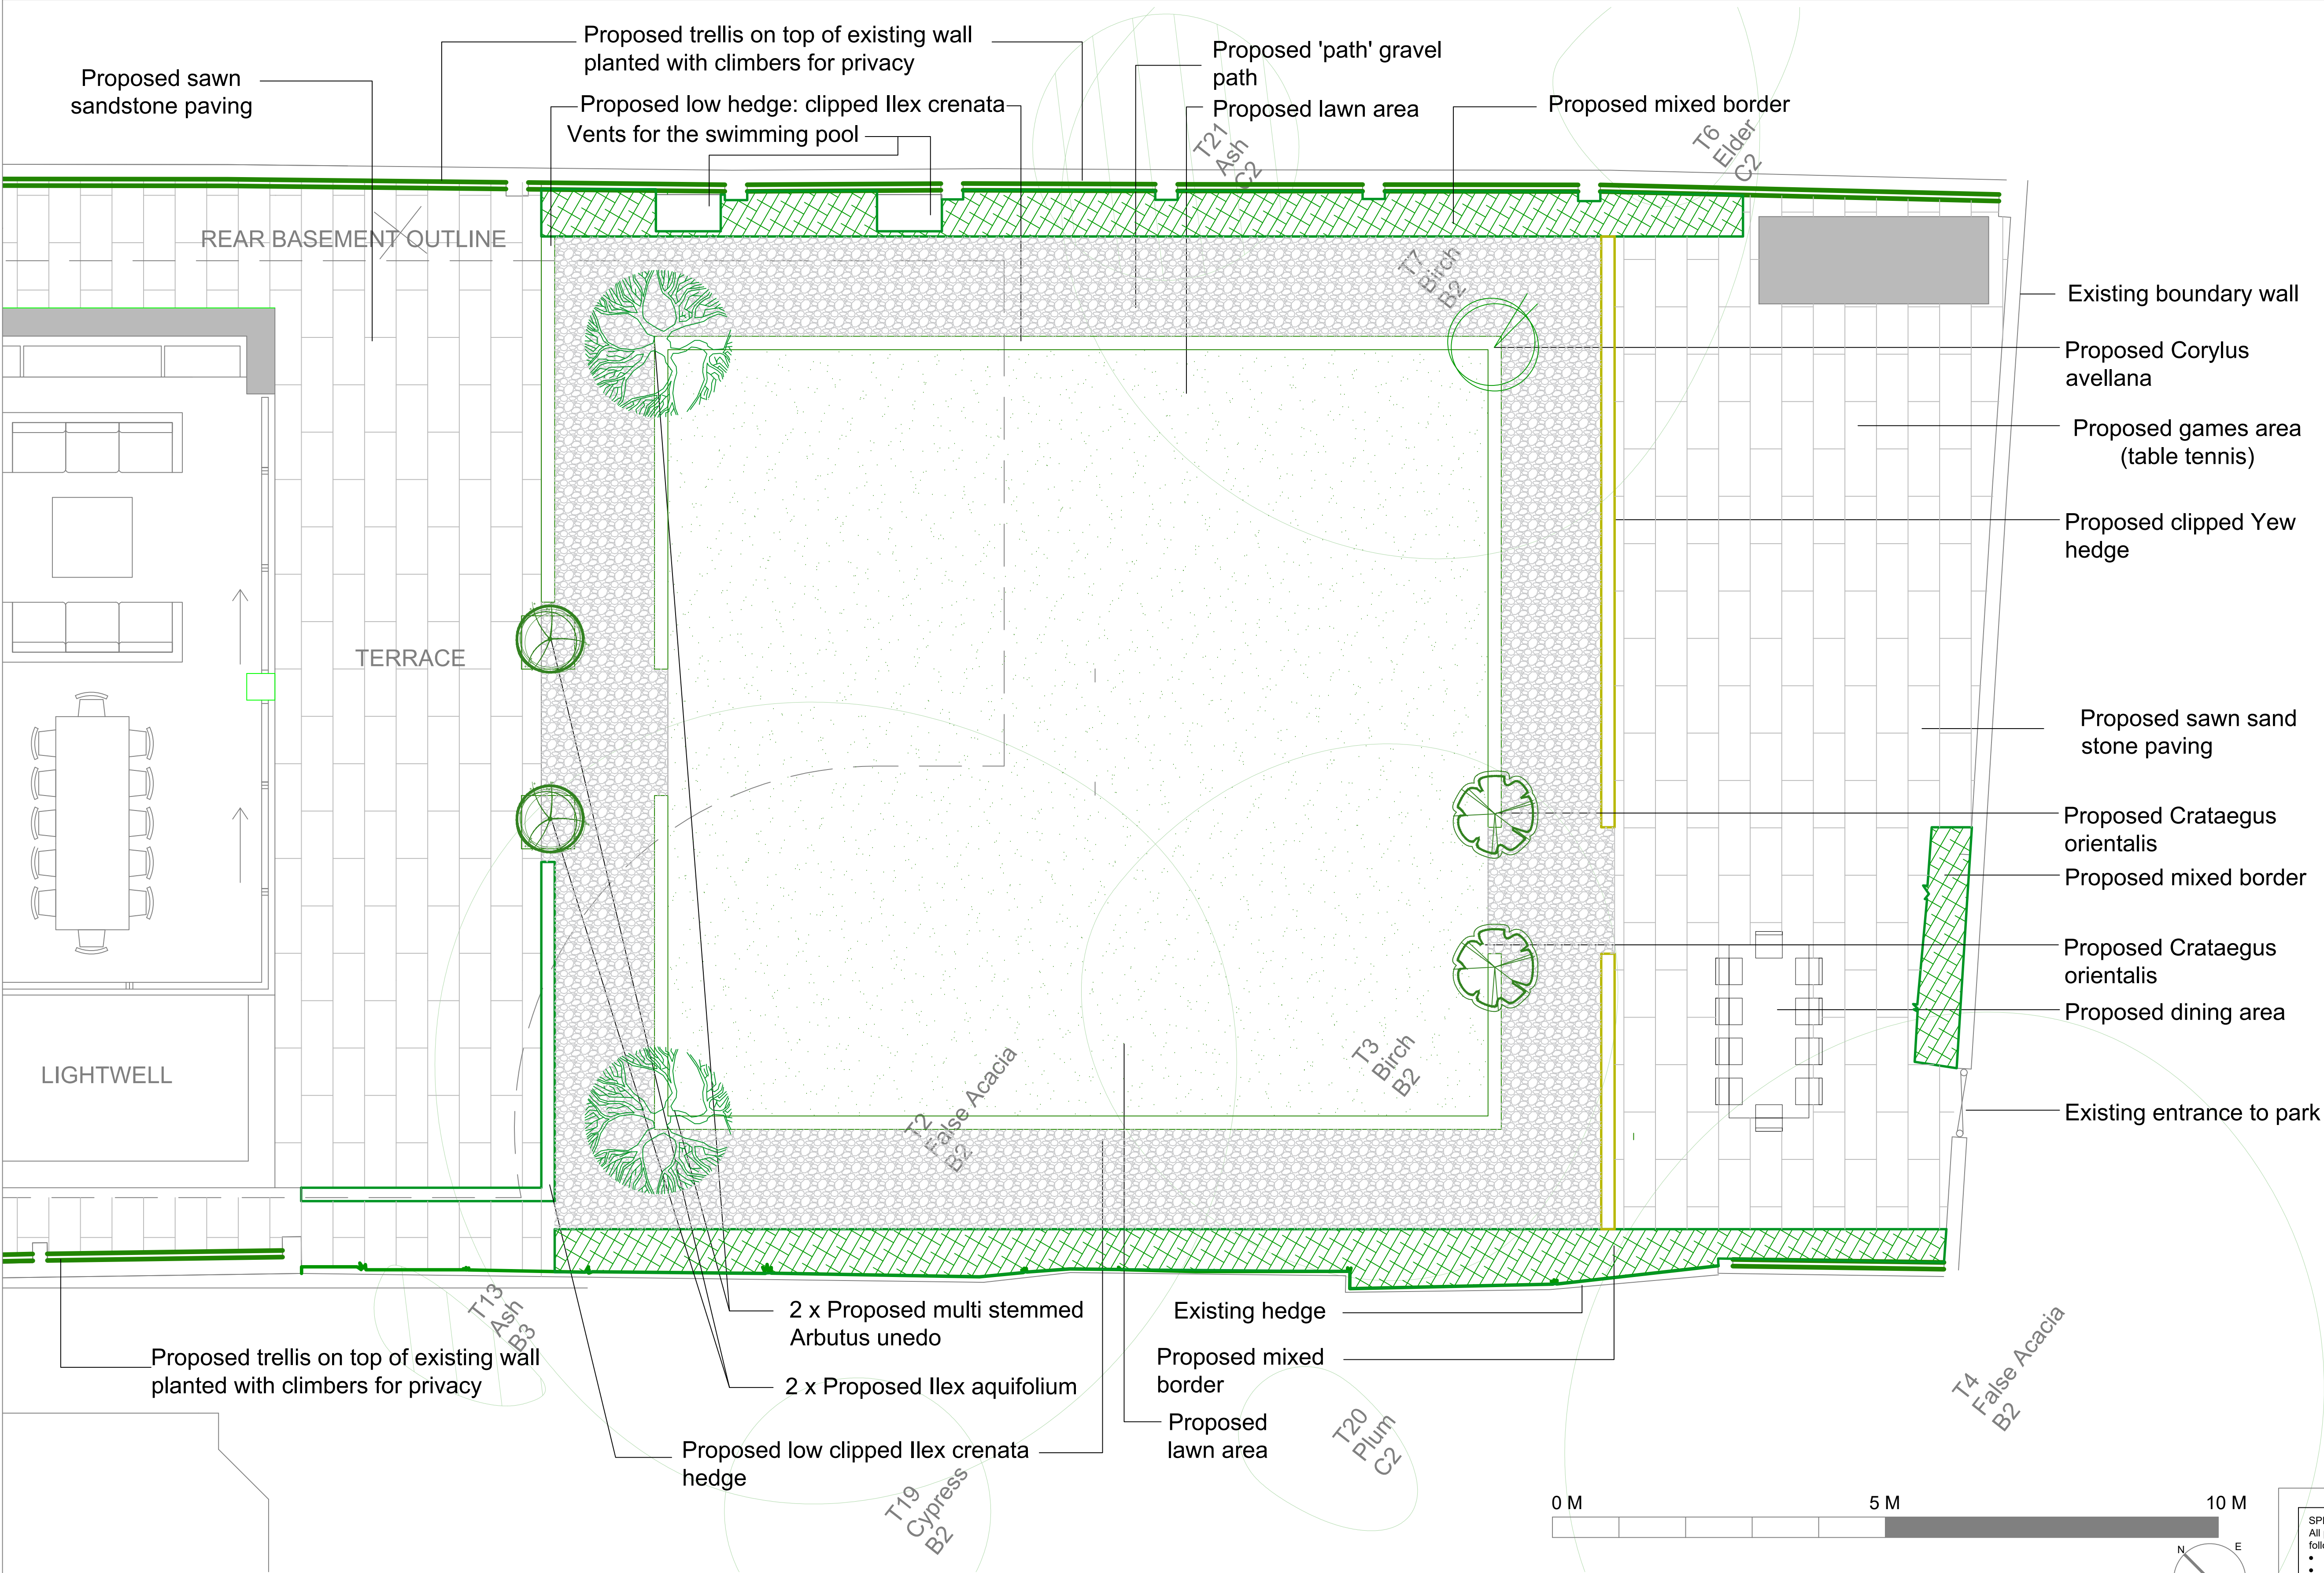 Proposed trellis on top of existing wall
planted with climbers for privacy
Proposed 'path' gravel
path
Proposed sawn
sandstone paving
Proposed low hedge: clipped Ilex crenata
Proposed lawn area
Proposed mixed border
Vents for the swimming pool
T21
Ash
C2
T6
Elder
C2
REAR BASEMENT OUTLINE
T7
Birch
B2
Existing boundary wall
Proposed Corylus
avellana
Proposed games area
(table tennis)
Proposed clipped Yew
hedge
TERRACE
Proposed sawn sand
stone paving
Proposed Crataegus
orientalis
Proposed mixed border
Proposed Crataegus
orientalis
Proposed dining area
LIGHTWELL
T2
False Acacia
B2
T3
Birch
B2
Existing entrance to park
T13
Ash
B3
2 x Proposed multi stemmed
Arbutus unedo
Existing hedge
Proposed trellis on top of existing wall
planted with climbers for privacy
Proposed mixed
border
2 x Proposed Ilex aquifolium
T4
False Acacia
B2
Proposed
lawn area
T20
Plum
C2
Proposed low clipped Ilex crenata
hedge
T19
Cypress
B2
0 M
5 M
10 M
N
E
All